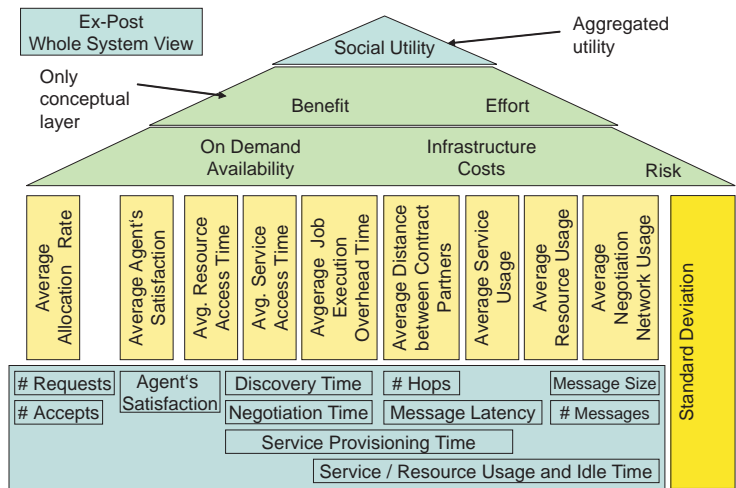 Ex-Post
Whole System View
Aggregated
utility
Social Utility
Only
conceptual
layer
Benefit
Effort
On Demand
Availability
Infrastructure
Costs
Risk
Average
Allocation Rate
Average Agent's
Satisfaction
Avg. Resource
Access Time
Avg. Service
Access Time
Avgerage Job
Execution
Overhead Time
Average Distance
between Contract
Partners
Average Service
Usage
Average
Resource Usage
Average
Negotiation
Network Usage
Standard Deviation
# Requests
# Accepts
Agent's
Satisfaction
Discovery Time
Negotiation Time
# Hops
Message Latency
Message Size
# Messages
Service Provisioning Time
Service / Resource Usage and Idle Time